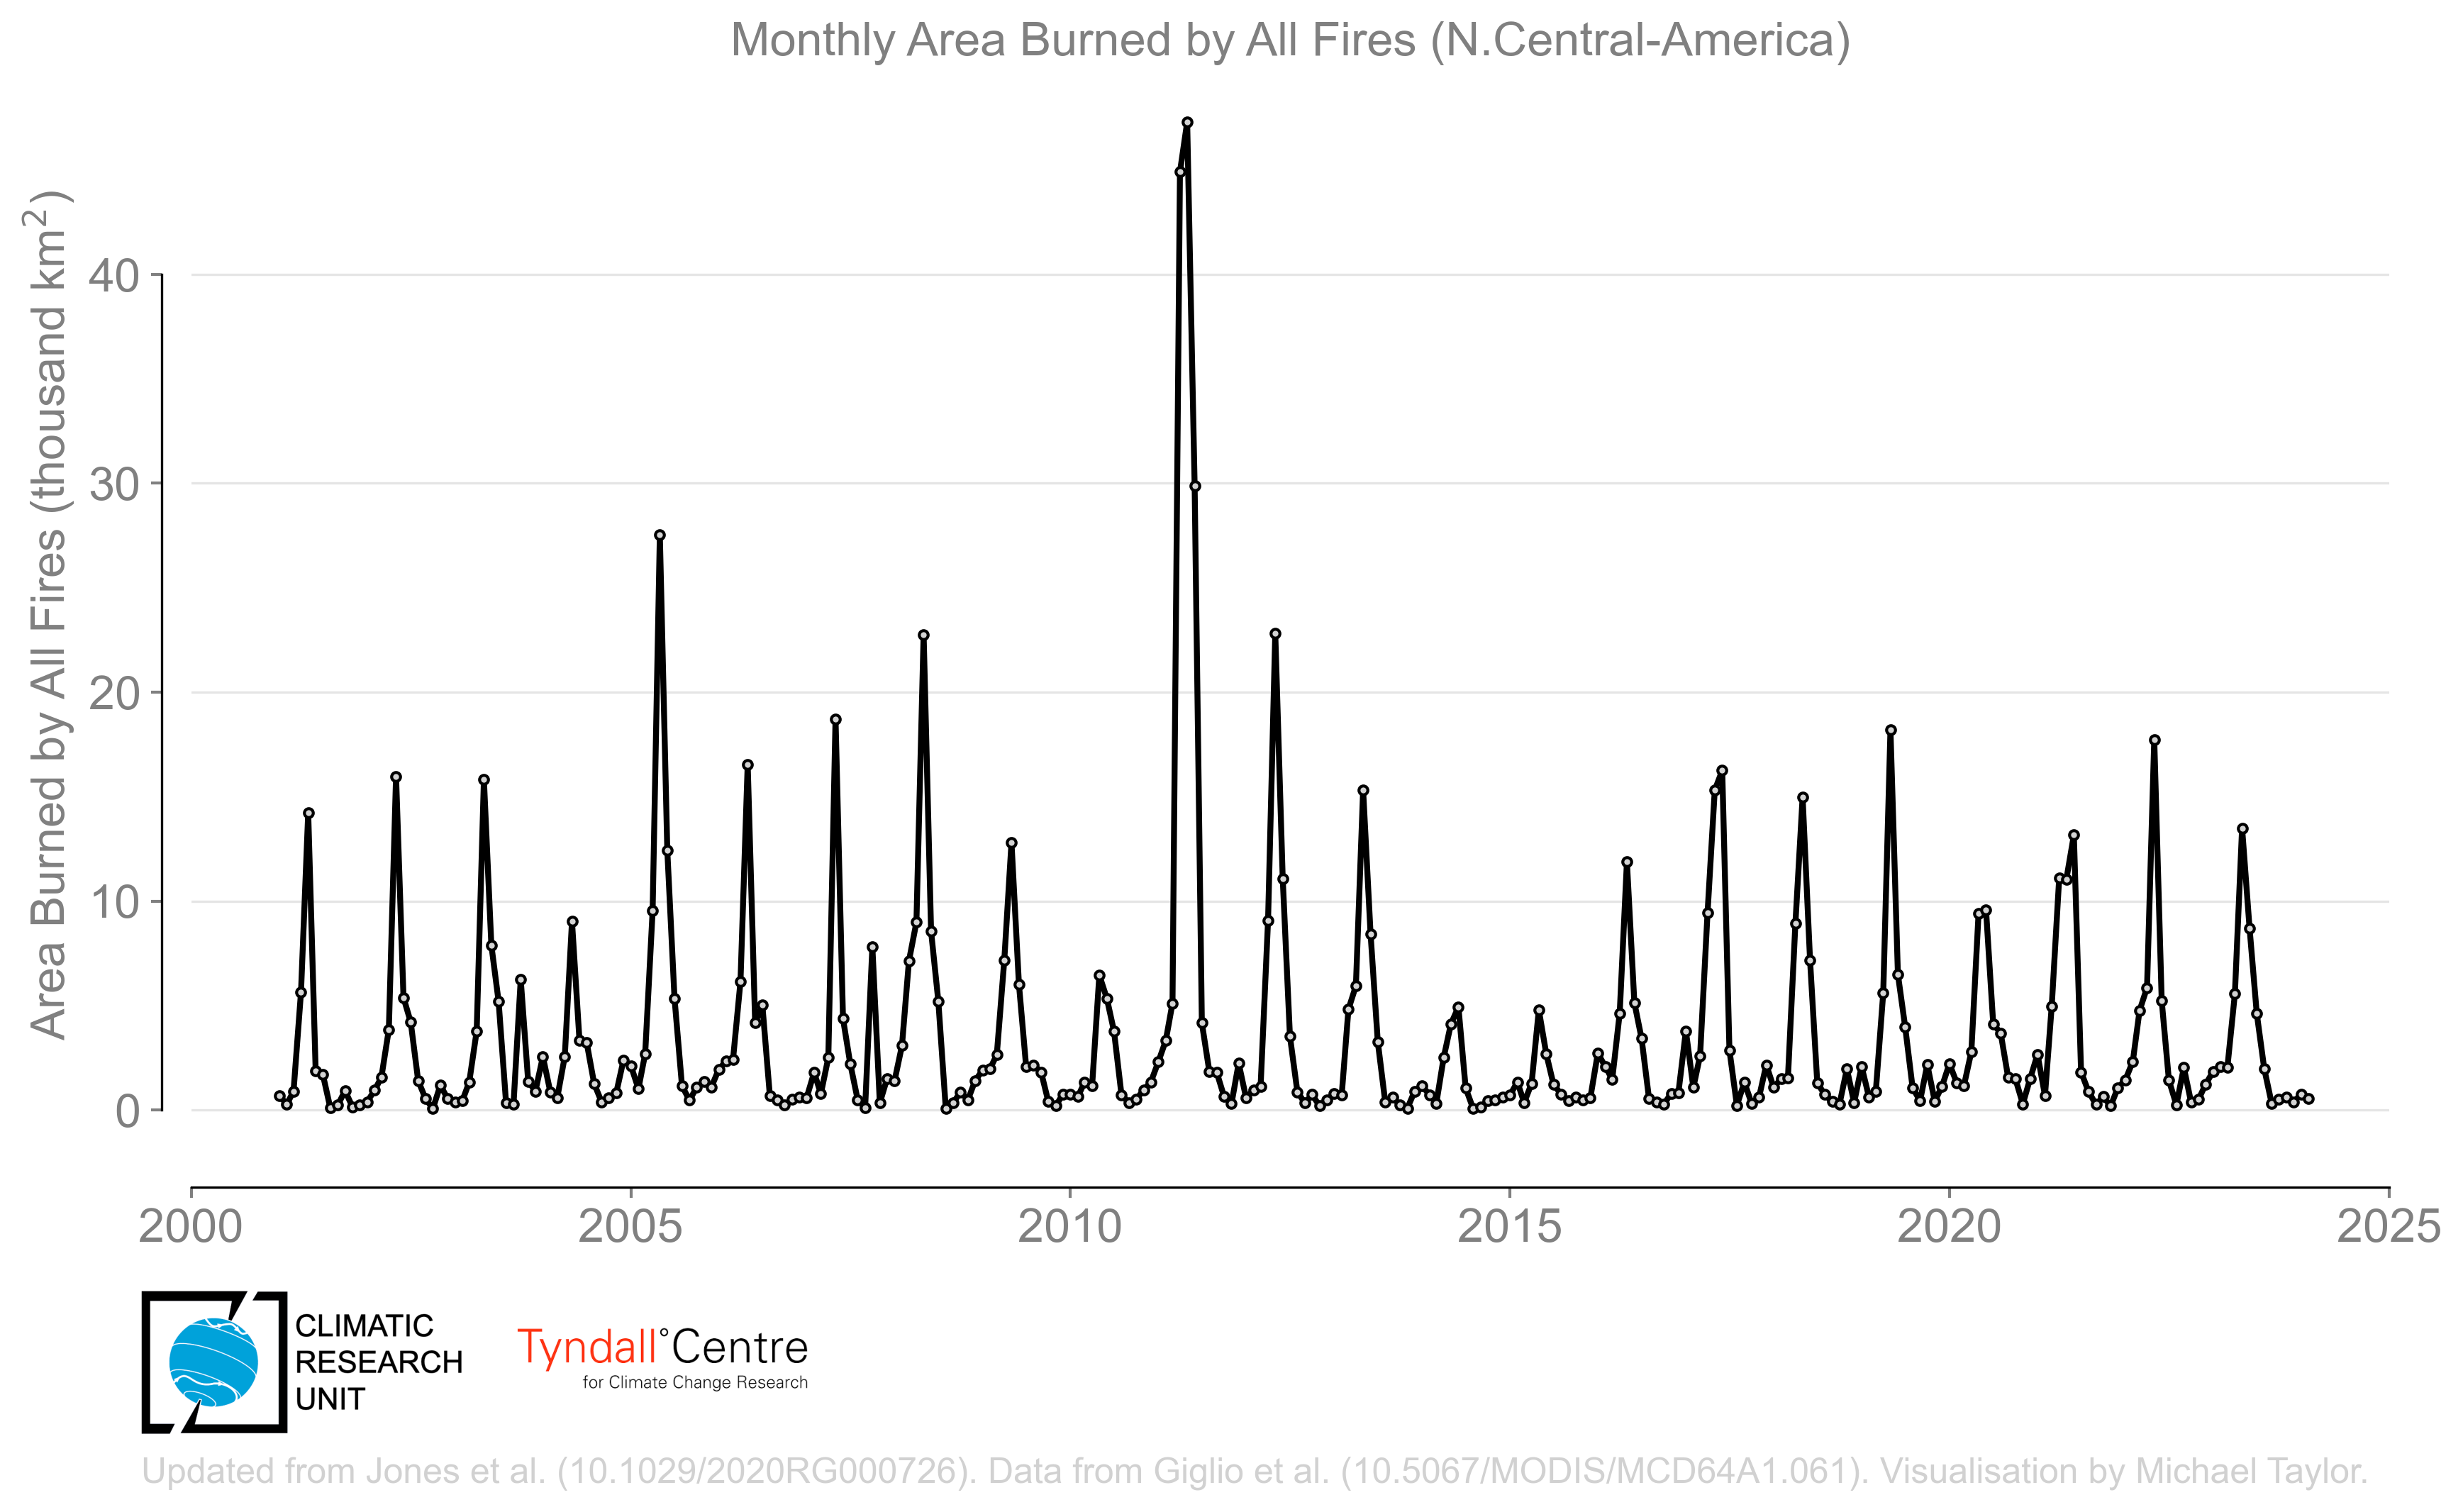 Monthly Area Burned by All Fires (N.Central-America)
Area Burned by All Fires (thousand km²)
40
30
20
10
0
2000 2005 2010 2015 2020 2025
CLIMATIC
RESEARCH
UNIT
Tyndall°Centre
for Climate Change Research
Updated from Jones et al. (10.1029/2020RG000726). Data from Giglio et al. (10.5067/MODIS/MCD64A1.061). Visualisation by Michael Taylor.